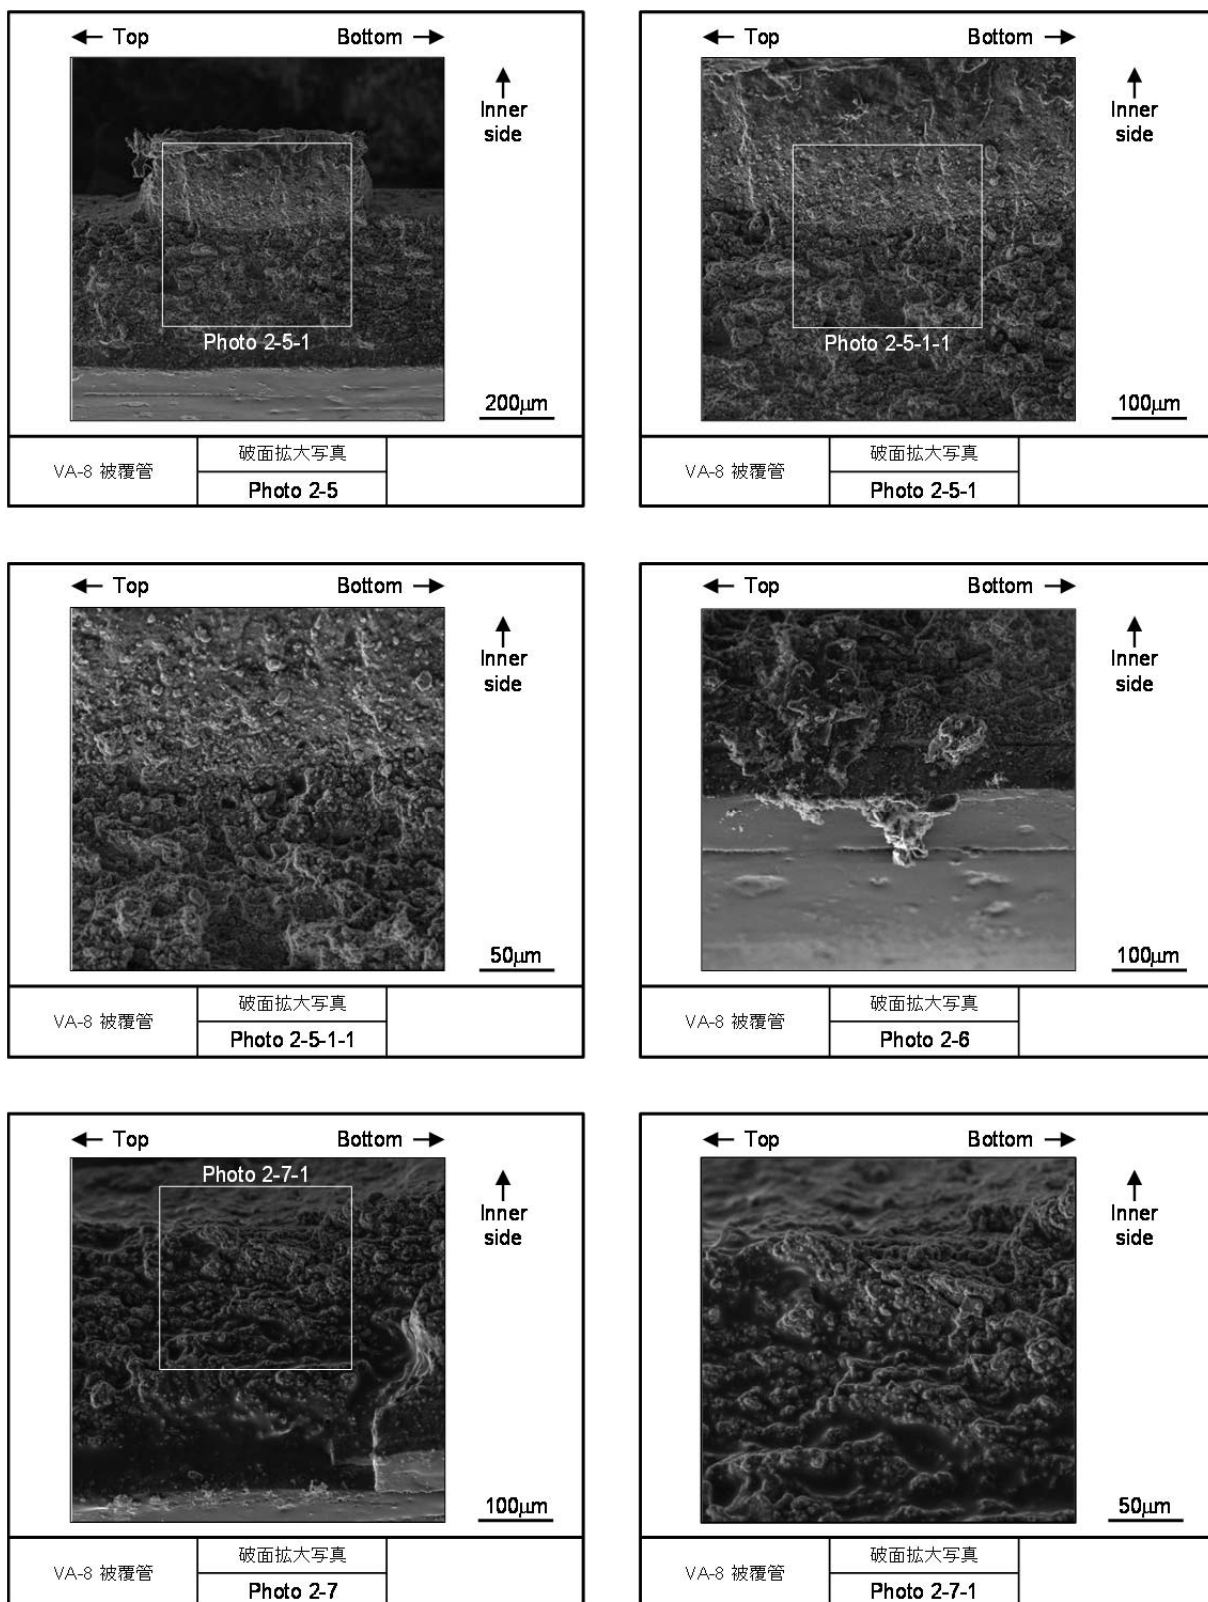 ← Top Bottom →
↑
Inner
side
Photo 2-5-1
200μm
VA-8 被覆管
破面拡大写真
Photo 2-5
← Top Bottom →
↑
Inner
side
Photo 2-5-1-1
100μm
VA-8 被覆管
破面拡大写真
Photo 2-5-1
← Top Bottom →
↑
Inner
side
50μm
VA-8 被覆管
破面拡大写真
Photo 2-5-1-1
← Top Bottom →
↑
Inner
side
100μm
VA-8 被覆管
破面拡大写真
Photo 2-6
← Top Bottom →
Photo 2-7-1
↑
Inner
side
100μm
VA-8 被覆管
破面拡大写真
Photo 2-7
← Top Bottom →
↑
Inner
side
50μm
VA-8 被覆管
破面拡大写真
Photo 2-7-1